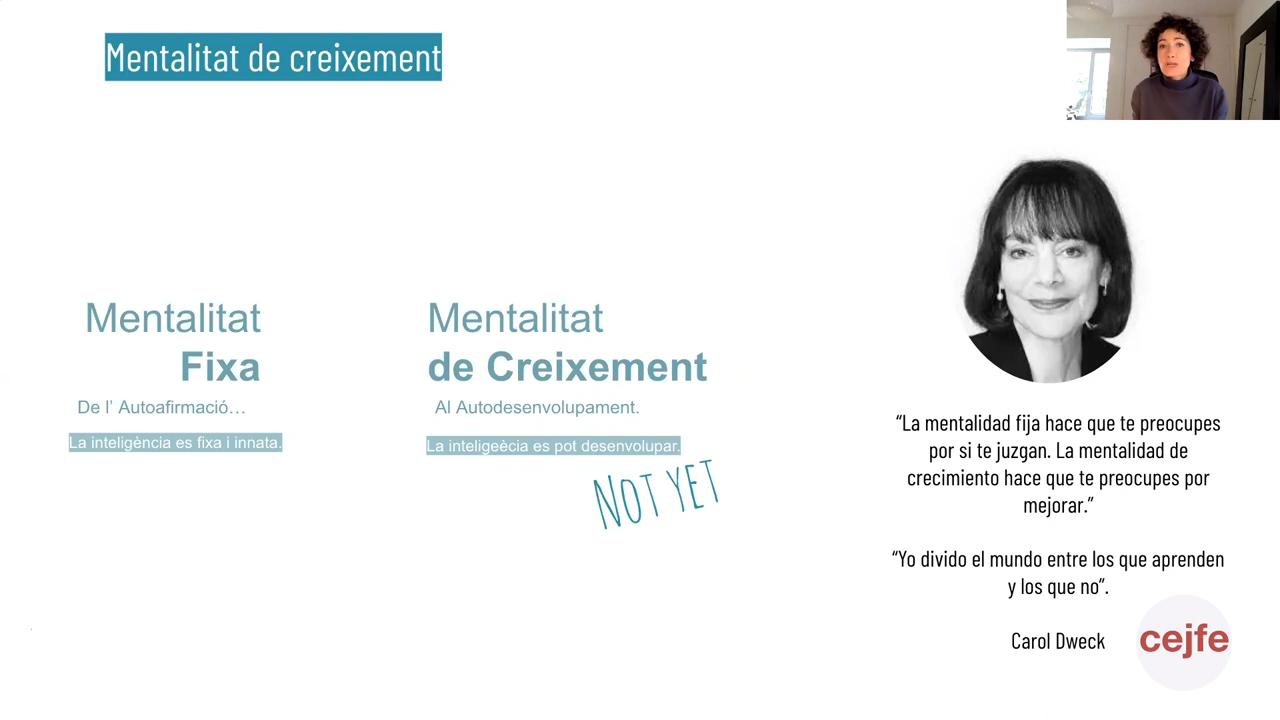 Mentalitat de creixement
Mentalitat
Fixa
De l’ Autoafirmació…
La inteligència es fixa i innata.
Mentalitat
de Creixement
Al Autodesenvolupament.
La inteligeècia es pot desenvolupar.
NOT YET
“La mentalidad fija hace que te preocupes
por si te juzgan. La mentalidad de
crecimiento hace que te preocupes por
mejorar.”
“Yo divido el mundo entre los que aprenden
y los que no”.
Carol Dweck
cejfe